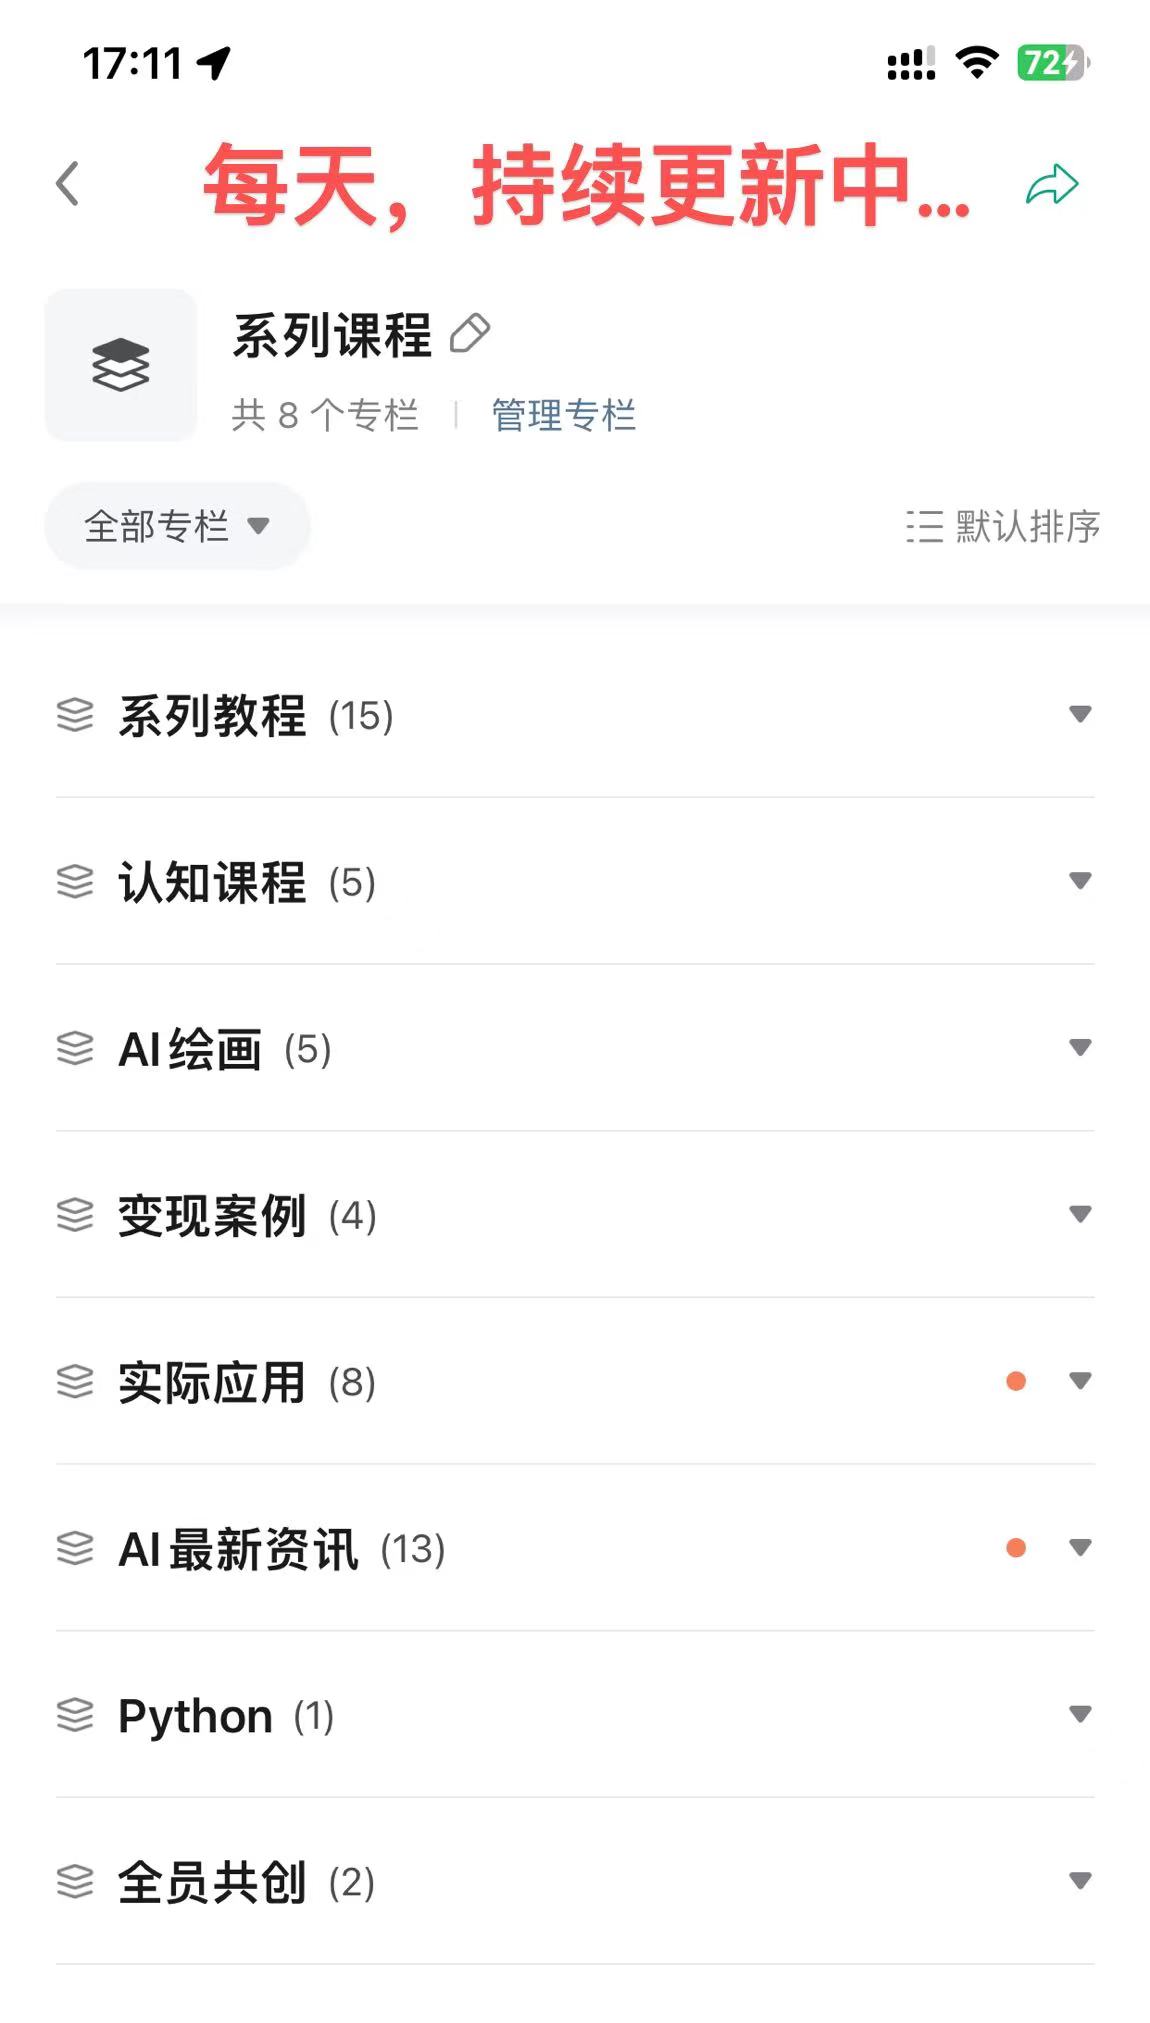 17:11
72
每天，持续更新中...
系列课程
共 8 个专栏 | 管理专栏
全部专栏
默认排序
系列教程 (15)
认知课程 (5)
AI绘画 (5)
变现案例 (4)
实际应用 (8)
AI最新资讯 (13)
Python (1)
全员共创 (2)